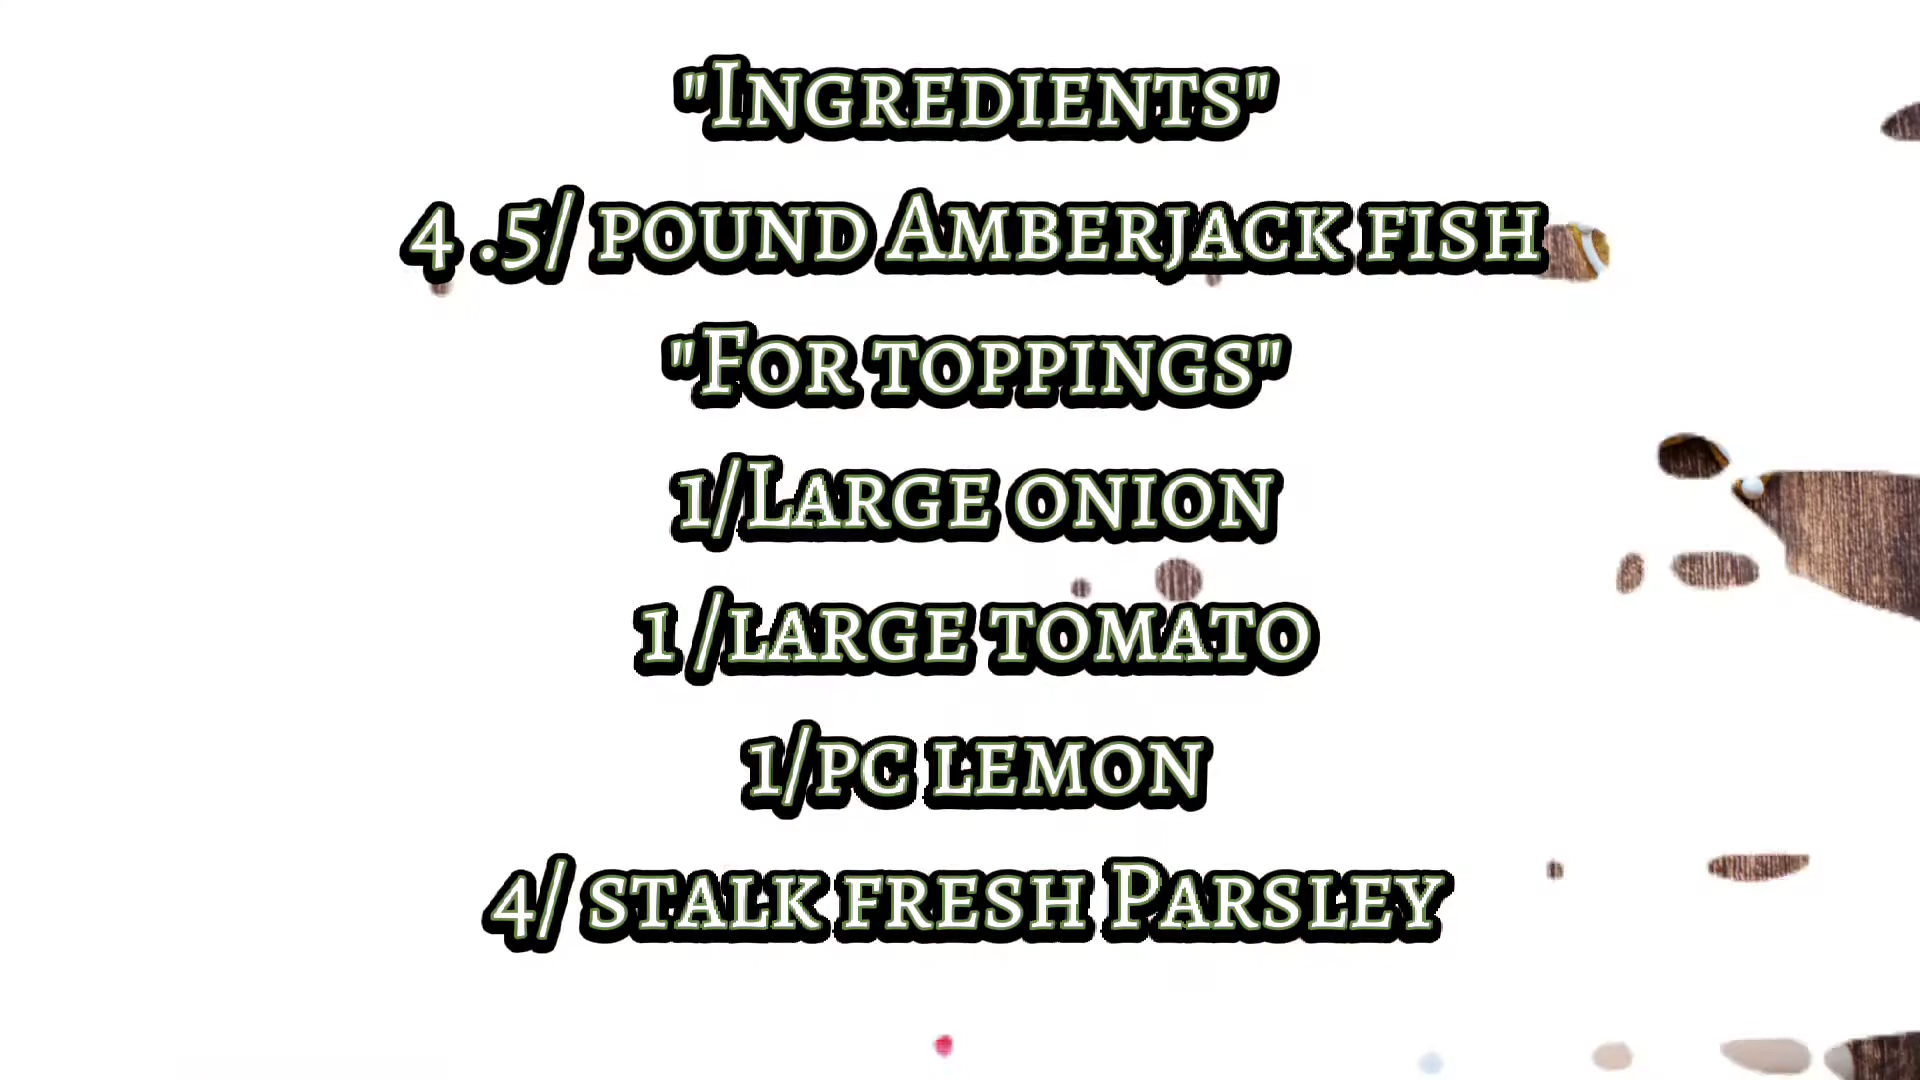 "Ingredients"
4 .5/ pound Amberjack fish
"For toppings"
1/Large onion
1 /large tomato
1/pc lemon
4/ stalk fresh Parsley